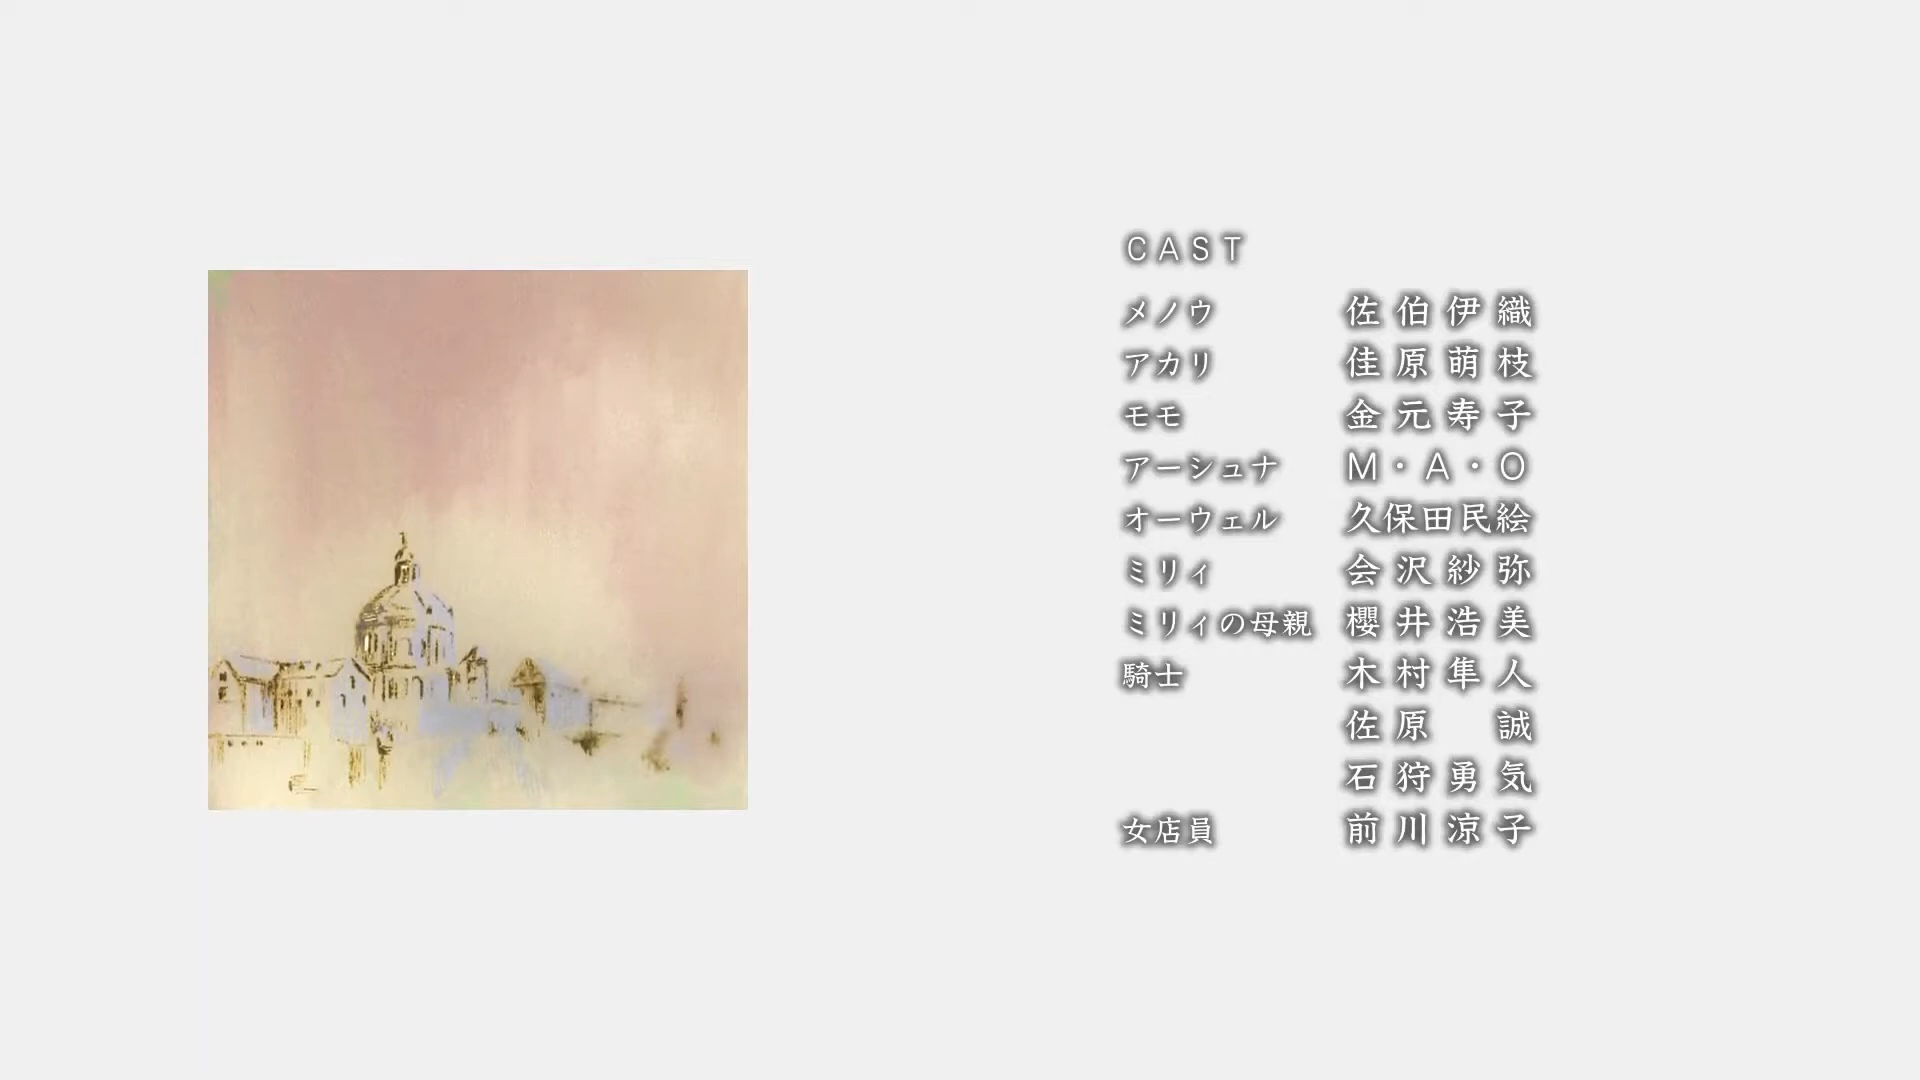 CAST
メノウ 佐伯伊織
アカリ 佳原萌枝
モモ 金元寿子
アーシュナ M・A・O
オーウェル 久保田民絵
ミリィ 会沢紗弥
ミリィの母親 櫻井浩美
騎士 木村隼人
佐原 誠
石狩勇気
女店員 前川涼子